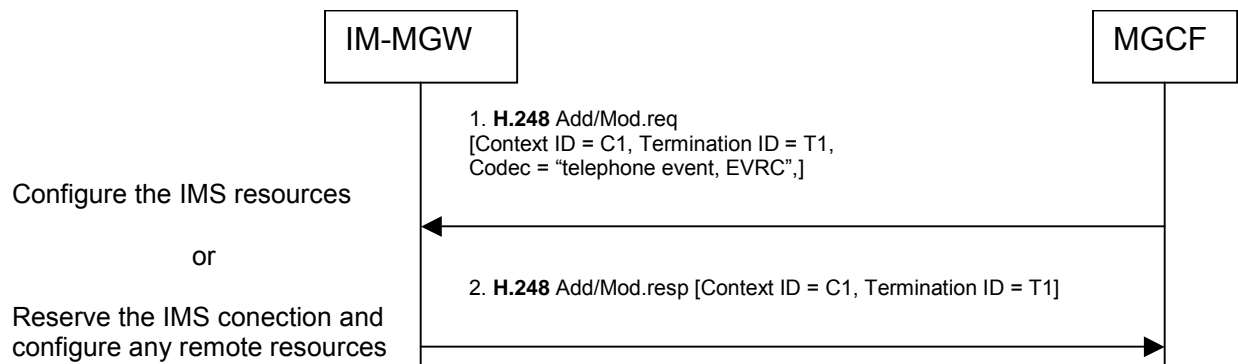 IM-MGW
MGCF
1. H.248 Add/Mod.req
[Context ID = C1, Termination ID = T1,
Codec = “telephone event, EVRC”,]
Configure the IMS resources
or
2. H.248 Add/Mod.resp [Context ID = C1, Termination ID = T1]
Reserve the IMS conection and
configure any remote resources